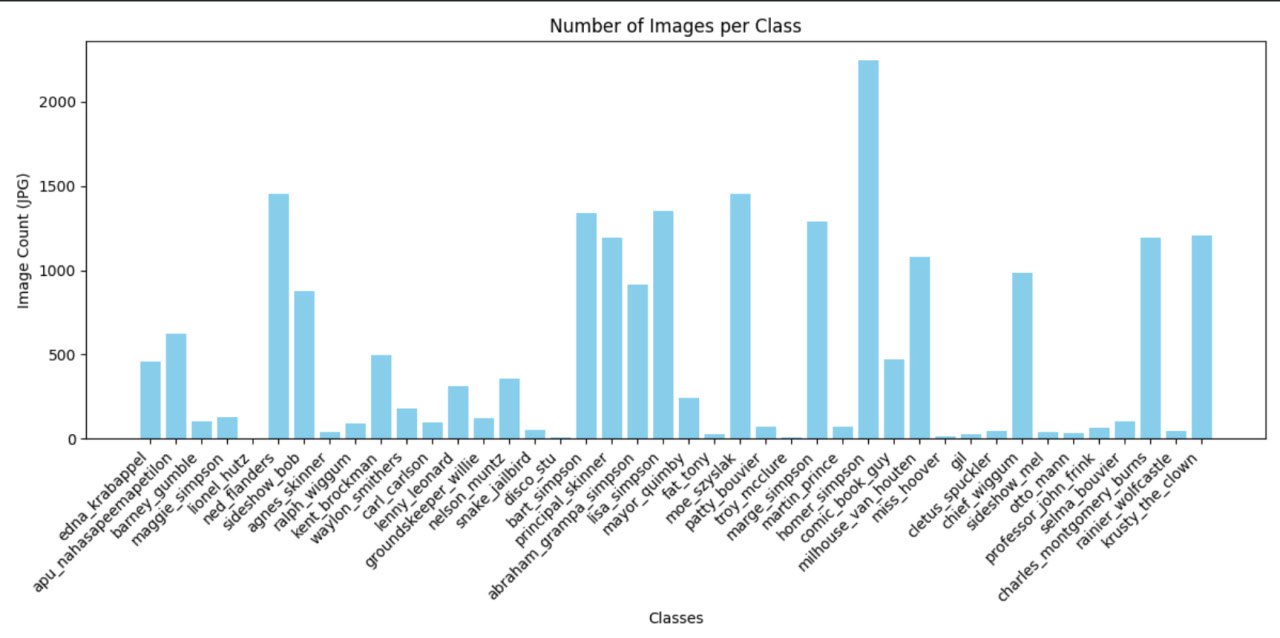 Number of Images per Class
Image Count (JPG)
2000
1500
1000
500
0
edna_krabappel
apu_nahasapeemapetilon
barney_gumble
maggie_simpson
lionel_hutz
ned_flanders
sideshow_bob
agnes_skinner
ralph_wiggum
kent_brockman
waylon_smithers
carl_carlson
lenny_leonard
groundskeeper_willie
nelson_muntz
snake_jailbird
disco_stu
bart_simpson
principal_skinner
abraham_grampa_simpson
lisa_simpson
mayor_quimby
fat_tony
moe_szyslak
patty_bouvier
troy_mcclure
marge_simpson
martin_prince
homer_simpson
comic_book_guy
milhouse_van_houten
miss_hoover
gil
cletus_spuckler
chief_wiggum
sideshow_mel
otto_mann
professor_john_frink
selma_bouvier
charles_montgomery_burns
rainier_wolfcastle
krusty_the_clown
Classes